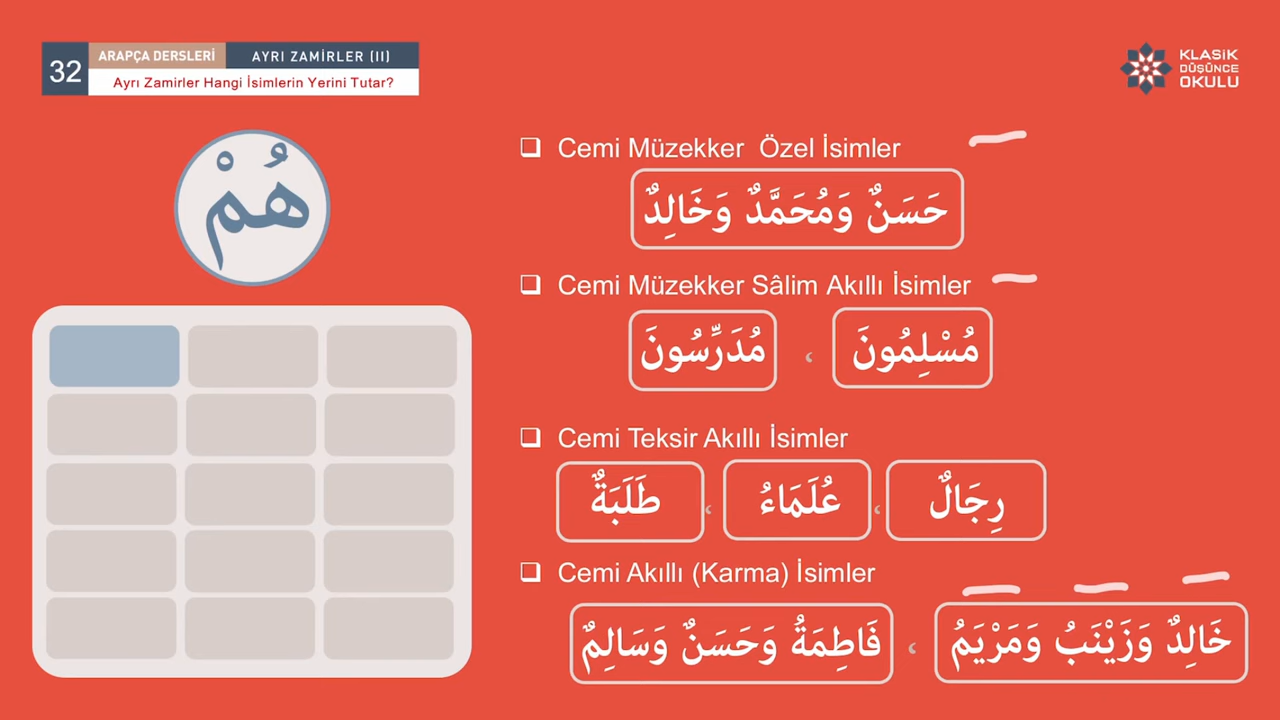 32
ARAPÇA DERSLERİ
AYRI ZAMİRLER (II)
Ayrı Zamirler Hangi İsimlerin Yerini Tutar?
KLASİK
DÜŞÜNCE
OKULU
هُمْ
Cemi Müzekker Özel İsimler
حَسَنٌ وَمُحَمَّدٌ وَخَالِدٌ
Cemi Müzekker Sâlim Akıllı İsimler
مُسْلِمُونَ ، مُدَرِّسُونَ
Cemi Teksir Akıllı İsimler
رِجَالٌ ، عُلَمَاءُ ، طَلَبَةٌ
Cemi Akıllı (Karma) İsimler
خَالِدٌ وَزَيْنَبُ وَمَرْيَمُ ، فَاطِمَةُ وَحَسَنٌ وَسَالِمٌ